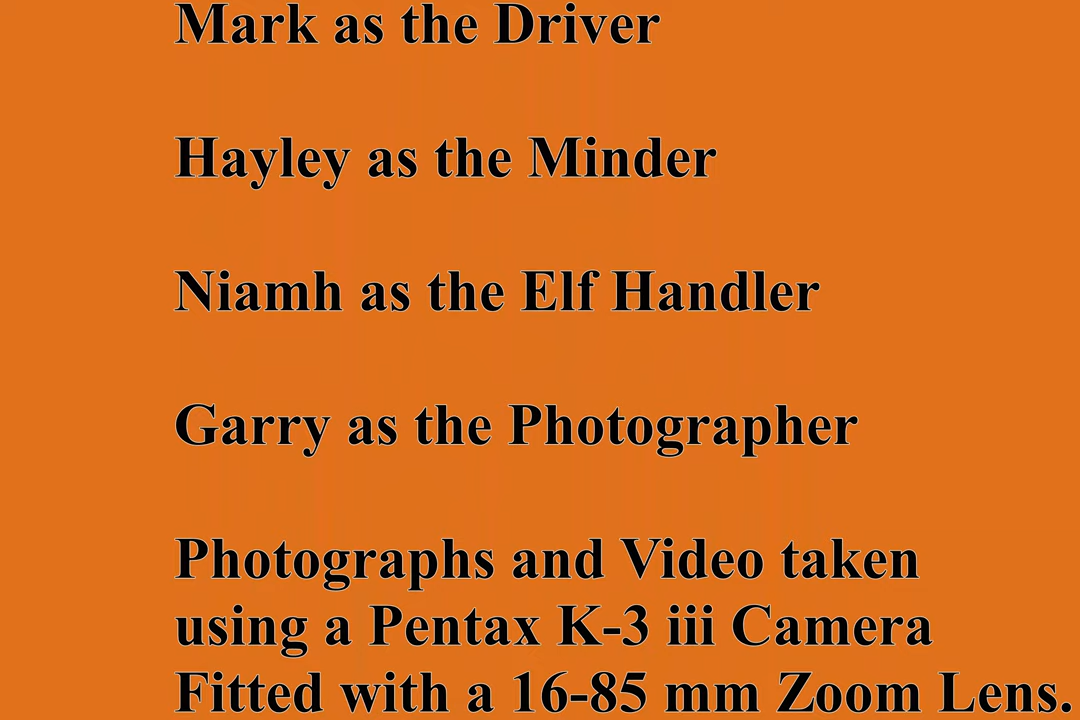 Mark as the Driver
Hayley as the Minder
Niamh as the Elf Handler
Garry as the Photographer
Photographs and Video taken
using a Pentax K-3 iii Camera
Fitted with a 16-85 mm Zoom Lens.